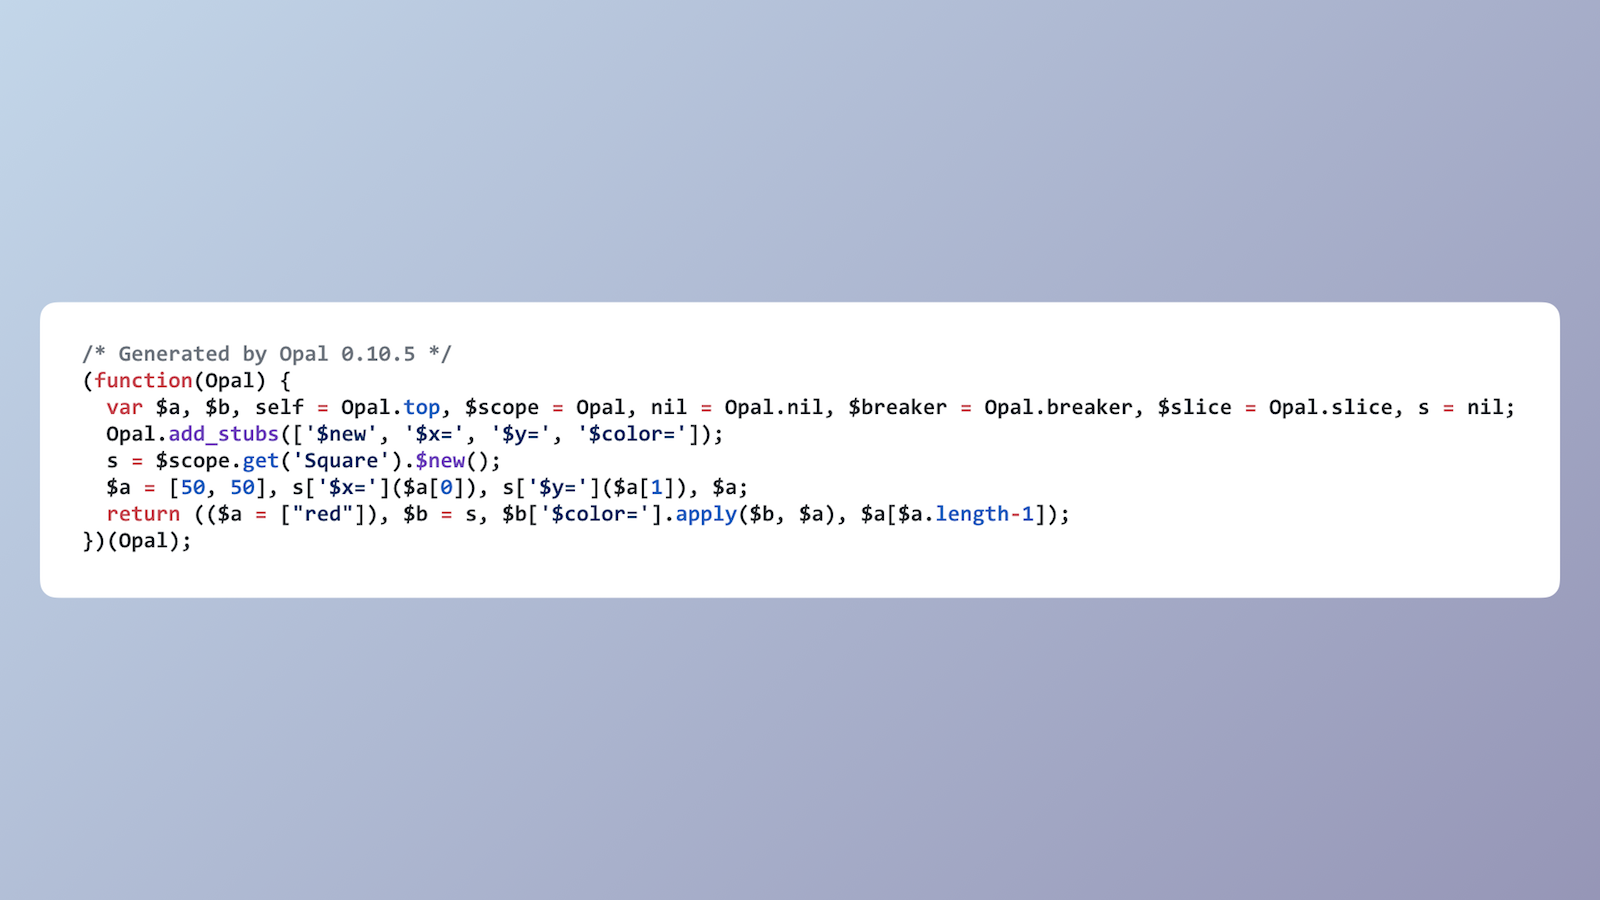 /* Generated by Opal 0.10.5 */
(function(Opal) {
  var $a, $b, self = Opal.top, $scope = Opal, nil = Opal.nil, $breaker = Opal.breaker, $slice = Opal.slice, s = nil;
  Opal.add_stubs(['$new', '$x=', '$y=', '$color=']);
  s = $scope.get('Square').$new();
  $a = [50, 50], s['$x=']($a[0]), s['$y=']($a[1]), $a;
  return (($a = ["red"]), $b = s, $b['$color='].apply($b, $a), $a[$a.length-1]);
})(Opal);